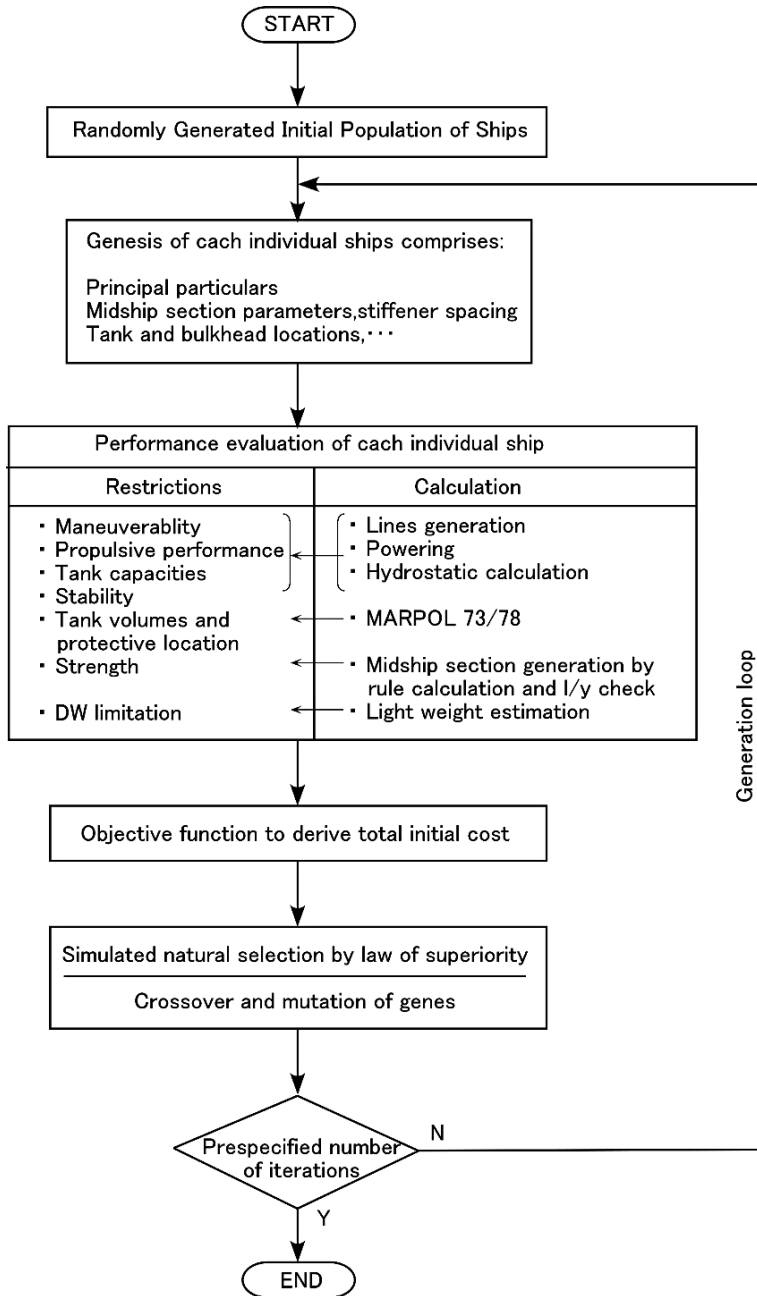 START
Randomly Generated Initial Population of Ships
Genesis of cach individual ships comprises:
Principal particulars
Midship section parameters,stiffener spacing
Tank and bulkhead locations,···
Performance evaluation of cach individual ship
Restrictions
・Maneuverablity
・Propulsive performance
・Tank capacities
・Stability
・Tank volumes and
protective location
・Strength
・DW limitation
Calculation
・Lines generation
・Powering
・Hydrostatic calculation
・MARPOL 73/78
・Midship section generation by
rule calculation and I/y check
・Light weight estimation
Objective function to derive total initial cost
Simulated natural selection by law of superiority
Crossover and mutation of genes
Prespecified number
of iterrations
N
Y
END
Generation loop